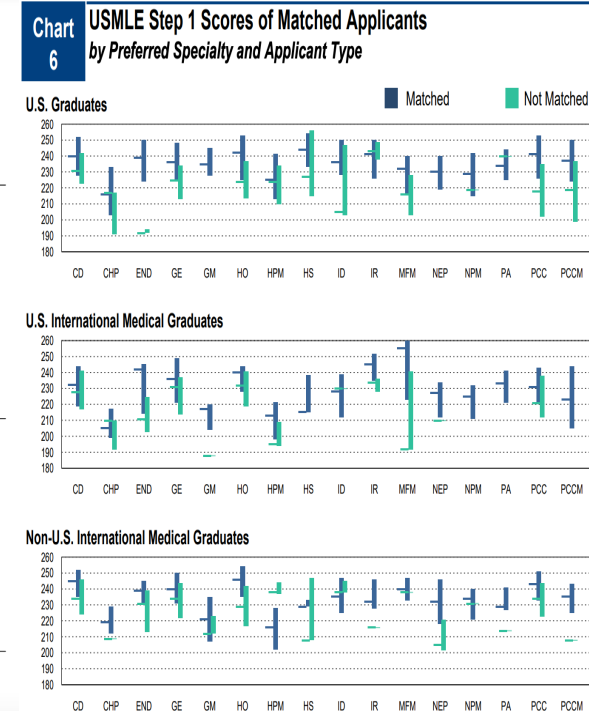 Chart
6
USMLE Step 1 Scores of Matched Applicants
by Preferred Specialty and Applicant Type
Matched
Not Matched
U.S. Graduates
260
250
240
230
220
210
200
190
180
CD CHP END GE GM HO HPM HS ID IR MFM NEP NPM PA PCC PCCM
U.S. International Medical Graduates
260
250
240
230
220
210
200
190
180
CD CHP END GE GM HO HPM HS ID IR MFM NEP NPM PA PCC PCCM
Non-U.S. International Medical Graduates
260
250
240
230
220
210
200
190
180
CD CHP END GE GM HO HPM HS ID IR MFM NEP NPM PA PCC PCCM